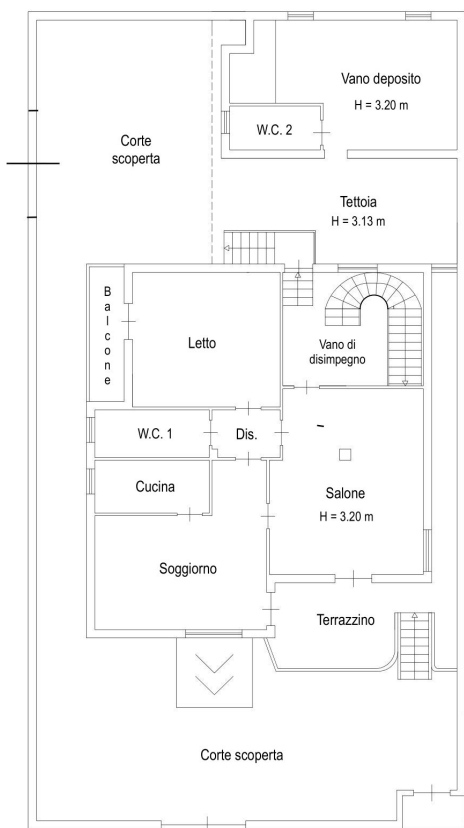 Vano deposito
H = 3.20 m
W.C. 2
Corte
scoperta
Tettoia
H = 3.13 m
Balcone
Letto
Vano di
disimpegno
W.C. 1
Dis.
Cucina
Salone
H = 3.20 m
Soggiorno
Terrazzino
Corte scoperta